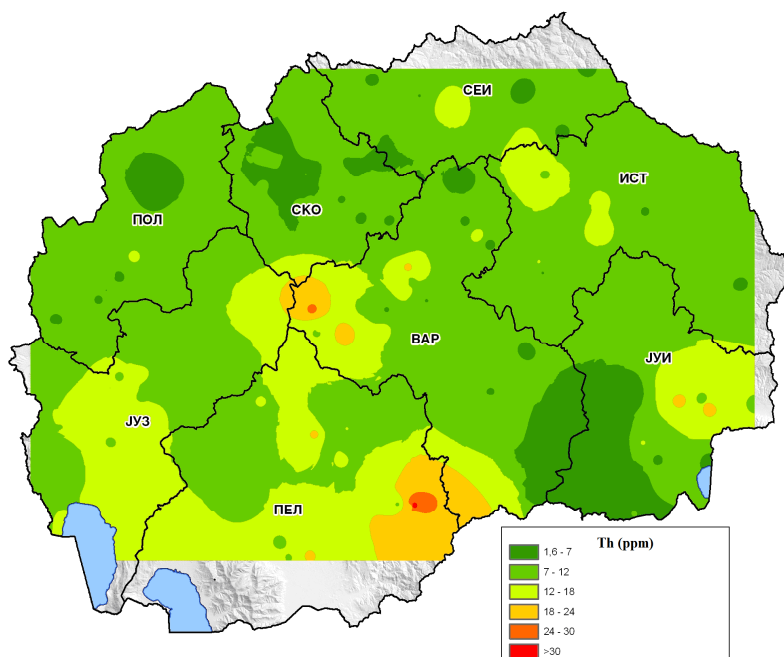 СЕИ
ИСТ
ПОЛ
СКО
ВАР
ЈУИ
ЈУЗ
ПЕЛ
Th (ppm)
1,6 - 7
7 - 12
12 - 18
18 - 24
24 - 30
>30